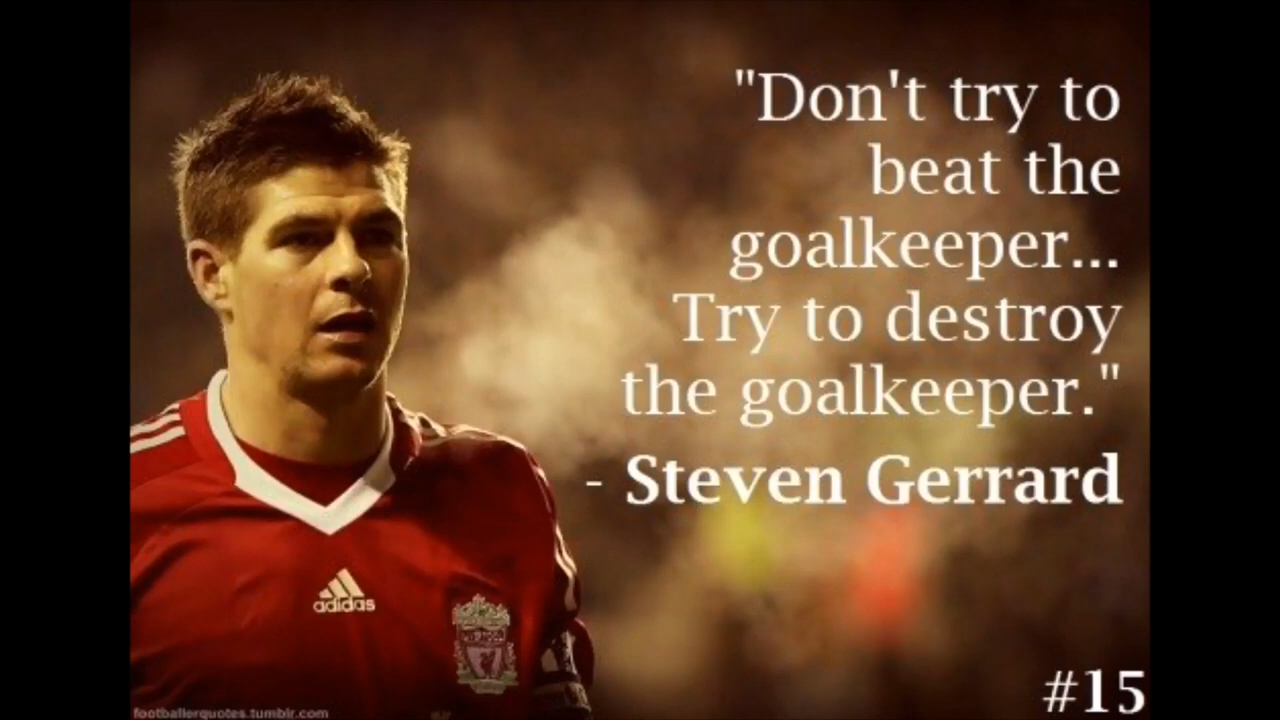 "Don't try to
beat the
goalkeeper...
Try to destroy
the goalkeeper."
- Steven Gerrard
adidas
#15
footballerquotes.tumblr.com